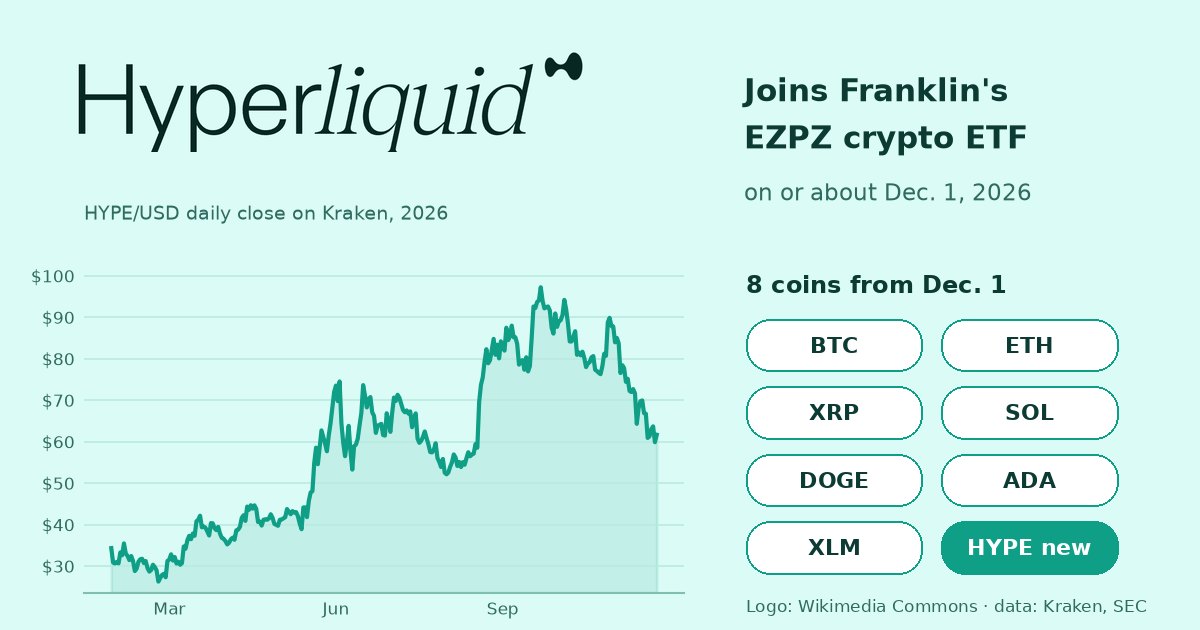 Hyperliquid
HYPE/USD daily close on Kraken, 2026
$100
$90
$80
$70
$60
$50
$40
$30
Mar
Jun
Sep
Joins Franklin's
EZPZ crypto ETF
on or about Dec. 1, 2026
8 coins from Dec. 1
BTC
ETH
XRP
SOL
DOGE
ADA
XLM
HYPE new
Logo: Wikimedia Commons · data: Kraken, SEC